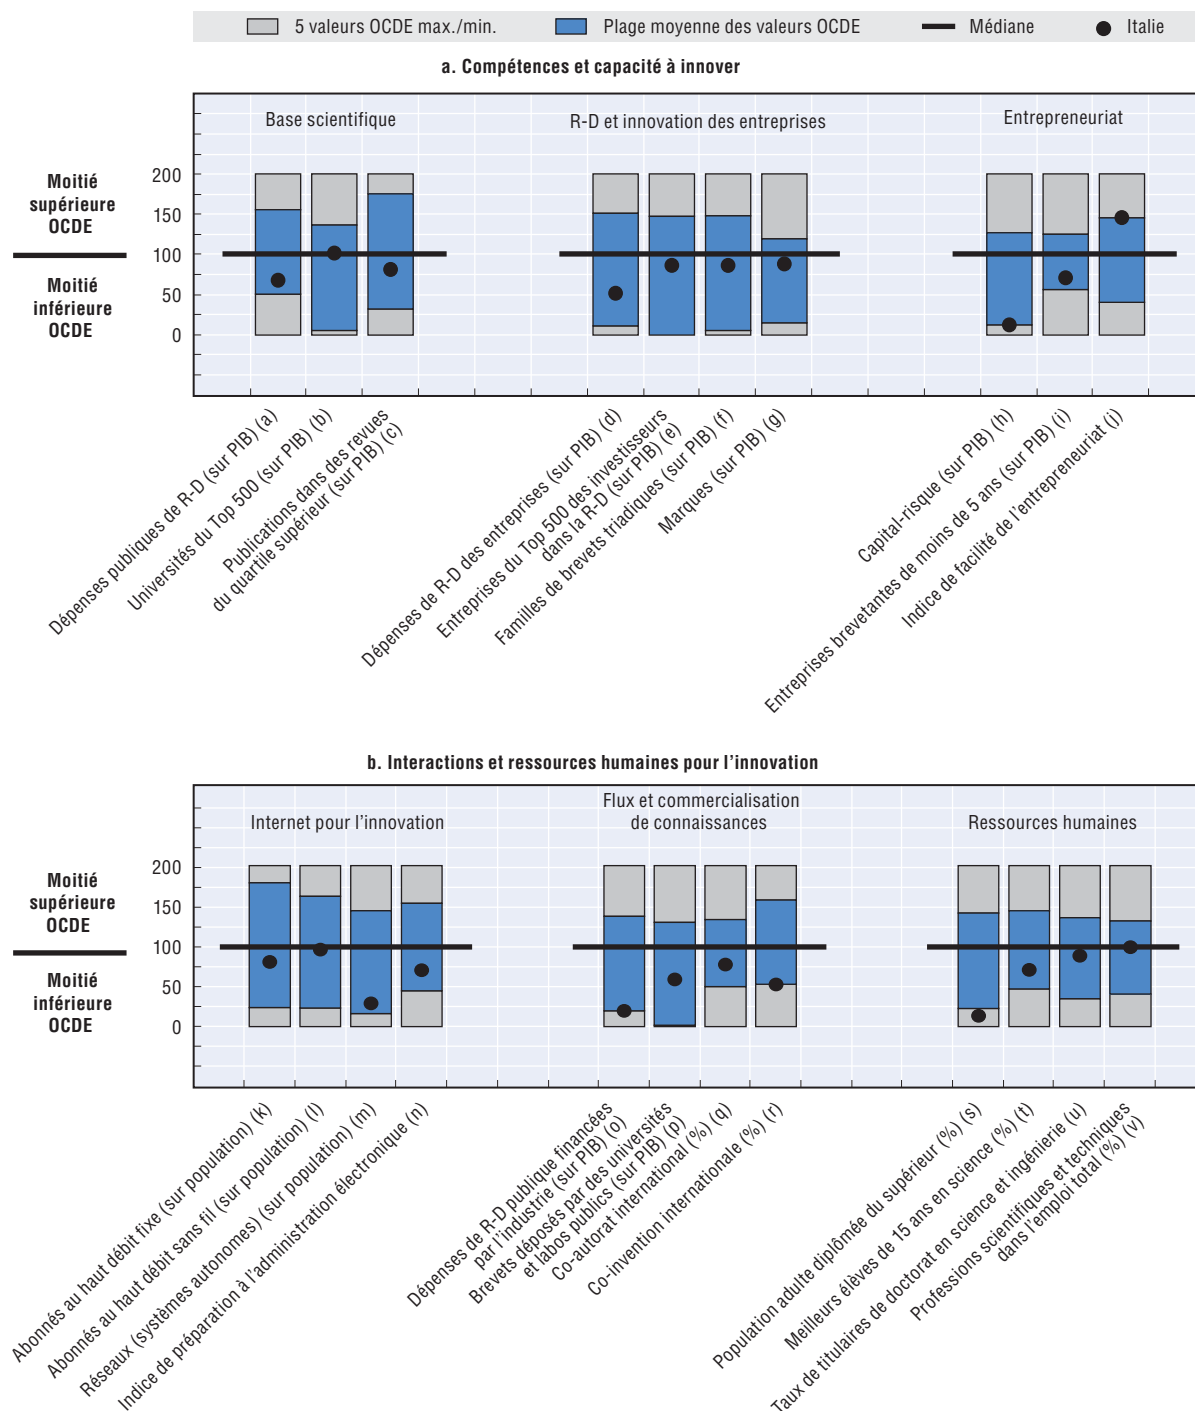 5 valeurs OCDE max./min.
Plage moyenne des valeurs OCDE
Médiane
Italie
a. Compétences et capacité à innover
Base scientifique
R-D et innovation des entreprises
Entrepreneuriat
Moitié
supérieure
OCDE
Moitié
inférieure
OCDE
200
150
100
50
0
Dépenses publiques de R-D (sur PIB) (a)
Universités du Top 500 (sur PIB) (b)
Publications dans des revues
du quartile supérieur (sur PIB) (c)
Dépenses de R-D des entreprises (sur PIB) (d)
Entreprises du Top 500 des investisseurs
dans la R-D (sur PIB) (e)
Familles de brevets triadiques (sur PIB) (f)
Marques (sur PIB) (g)
Capital-risque (sur PIB) (h)
Entreprises brevetantes de moins de 5 ans (sur PIB) (i)
Indice de facilité de l'entrepreneuriat (j)
b. Interactions et ressources humaines pour l'innovation
Internet pour l'innovation
Flux et commercialisation
de connaissances
Ressources humaines
Moitié
supérieure
OCDE
Moitié
inférieure
OCDE
200
150
100
50
0
Abonnés au haut débit fixe (sur population) (k)
Abonnés au haut débit sans fil (sur population) (l)
Réseaux (systèmes autonomes) (sur population) (m)
Indice de préparation à l'administration électronique (n)
Dépenses de R-D publique financées
par l'industrie (sur PIB) (o)
Brevets déposés par des universités
et labos publics (sur PIB) (p)
Co-autorat international (%) (q)
Co-invention internationale (%) (r)
Population adulte diplômée du supérieur (%) (s)
Meilleurs élèves de 15 ans en science (%) (t)
Taux de titulaires de doctorat en science et ingénierie (u)
Professions scientifiques et techniques
dans l'emploi total (%) (v)